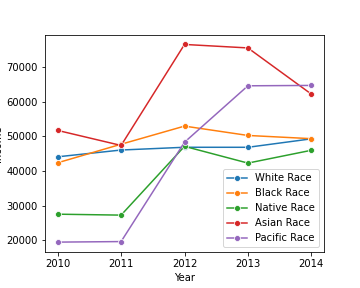 70000
60000
50000
40000
30000
20000
2010 2011 2012 2013 2014
Year
White Race
Black Race
Native Race
Asian Race
Pacific Race